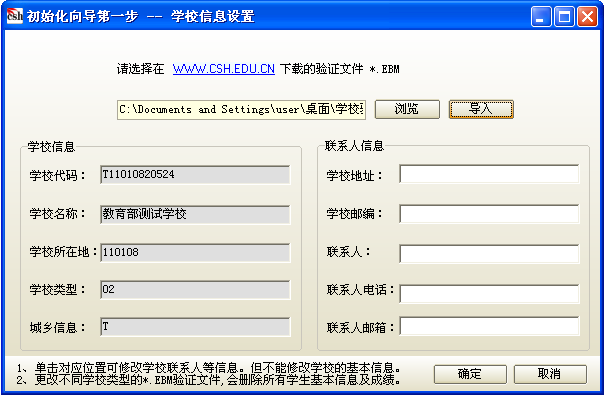 csh 初始化向导第一步 -- 学校信息设置
请选择在 WWW.CSH.EDU.CN 下载的验证文件 *.EBM
C:\Documents and Settings\user\桌面\学校 浏览 导入
学校信息
学校代码： T11010820524
学校名称： 教育部测试学校
学校所在地： 110108
学校类型： 02
城乡信息： T
联系人信息
学校地址：
学校邮编：
联系人：
联系人电话：
联系人邮箱：
1、单击对应位置可修改学校联系人等信息。但不能修改学校的基本信息。
2、更改不同学校类型的*.EBM验证文件,会删除所有学生基本信息及成绩。
确定 取消